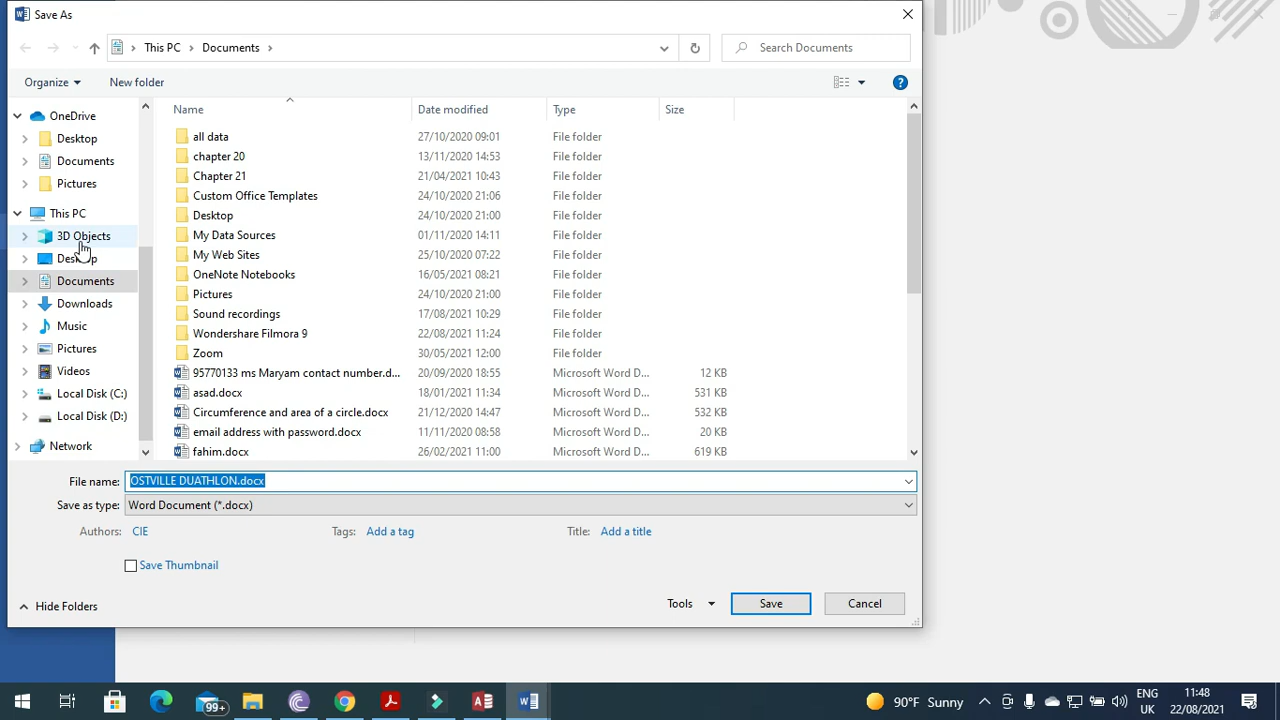 Save As
This PC > Documents >
Search Documents
Organize
New folder
OneDrive
Desktop
Documents
Pictures
This PC
3D Objects
Desktop
Documents
Downloads
Music
Pictures
Videos
Local Disk (C:)
Local Disk (D:)
Network
Name Date modified Type Size
all data 27/10/2020 09:01 File folder
chapter 20 13/11/2020 14:53 File folder
Chapter 21 21/04/2021 10:43 File folder
Custom Office Templates 24/10/2020 21:06 File folder
Desktop 24/10/2020 21:00 File folder
My Data Sources 01/11/2020 14:11 File folder
My Web Sites 25/10/2020 07:22 File folder
OneNote Notebooks 16/05/2021 08:21 File folder
Pictures 24/10/2020 21:00 File folder
Sound recordings 17/08/2021 10:29 File folder
Wondershare Filmora 9 22/08/2021 11:24 File folder
Zoom 30/05/2021 12:00 File folder
95770133 ms Maryam contact number.d... 20/09/2020 18:55 Microsoft Word D... 12 KB
asad.docx 18/01/2021 11:34 Microsoft Word D... 531 KB
Circumference and area of a circle.docx 21/12/2020 14:47 Microsoft Word D... 532 KB
email address with password.docx 11/11/2020 08:58 Microsoft Word D... 20 KB
fahim.docx 26/02/2021 11:00 Microsoft Word D... 619 KB
File name: OSTVILLE DUATHLON.docx
Save as type: Word Document (*.docx)
Authors: CIE Tags: Add a tag Title: Add a title
Save Thumbnail
Hide Folders
Tools Save Cancel
99+
90°F Sunny
ENG
UK
11:48
22/08/2021